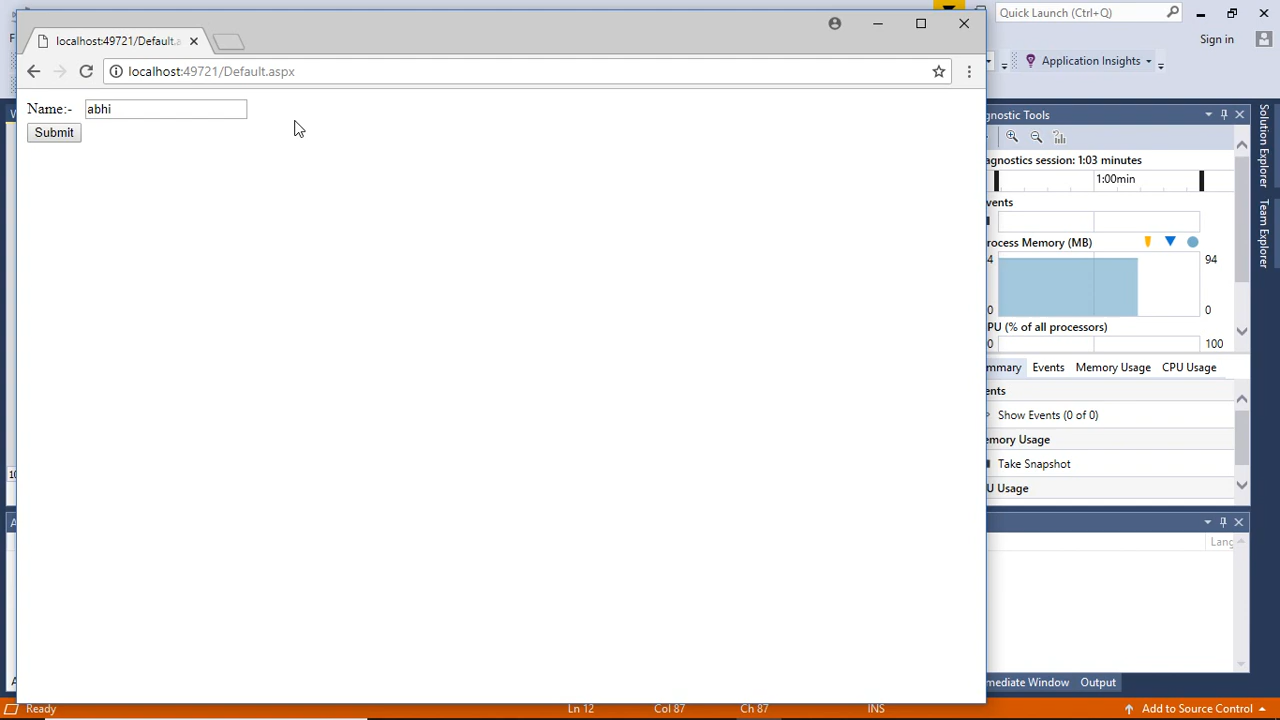 Quick Launch (Ctrl+Q)
localhost:49721/Default.a
Sign in
localhost:49721/Default.aspx
Application Insights
Name:- abhi
Submit
gnostic Tools
agnostics session: 1:03 minutes
1:00min
vents
rocess Memory (MB)
4 94
0 0
PU (% of all processors)
0 100
mmary Events Memory Usage CPU Usage
ents
Show Events (0 of 0)
emory Usage
Take Snapshot
U Usage
Solution Explorer
Team Explorer
Lang
mediate Window Output
Ready Ln 12 Col 87 Ch 87 INS Add to Source Control